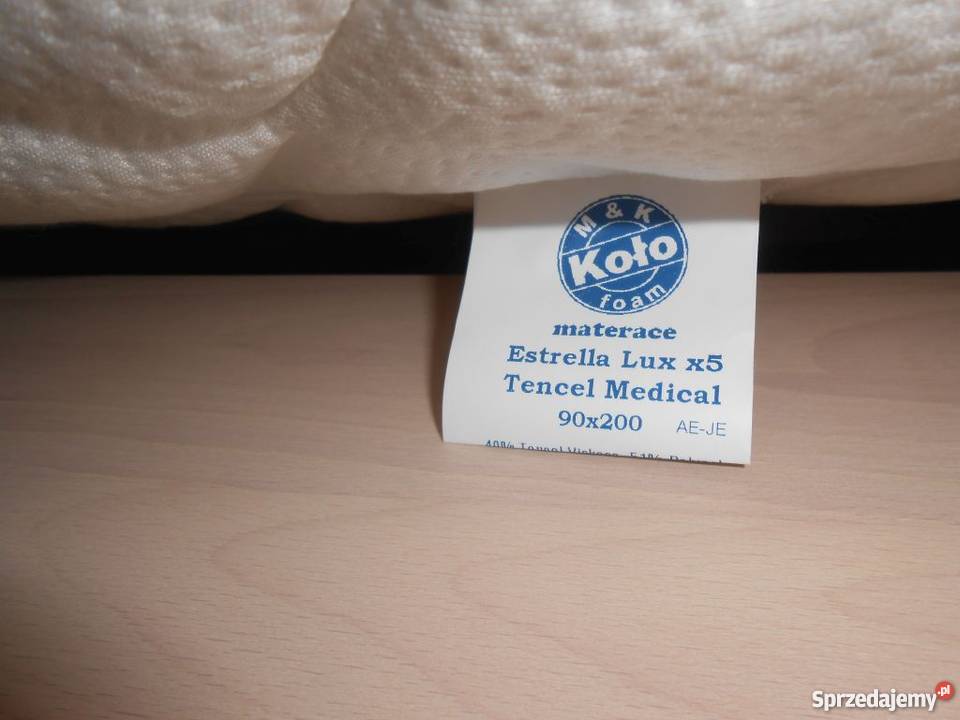 M & K
Koło
foam
materace
Estrella Lux x5
Tencel Medical
90x200 AE-JE
Sprzedajemy.pl